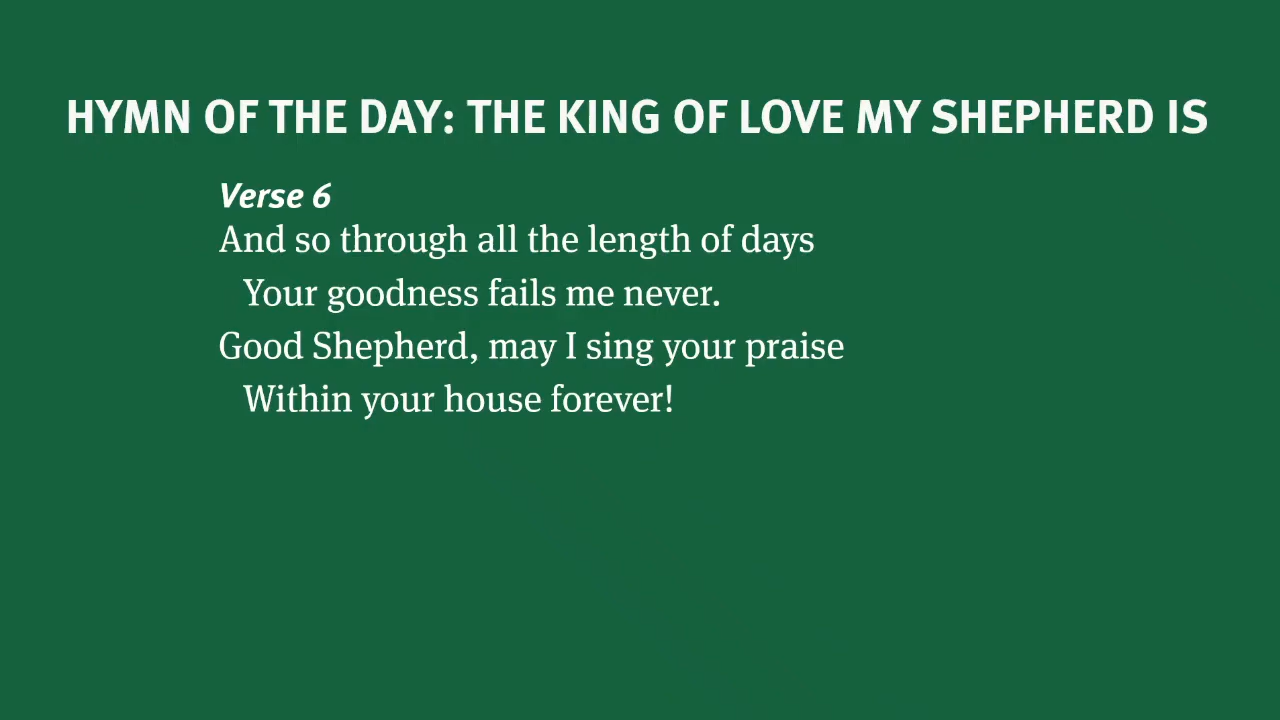 HYMN OF THE DAY: THE KING OF LOVE MY SHEPHERD IS
Verse 6
And so through all the length of days
Your goodness fails me never.
Good Shepherd, may I sing your praise
Within your house forever!